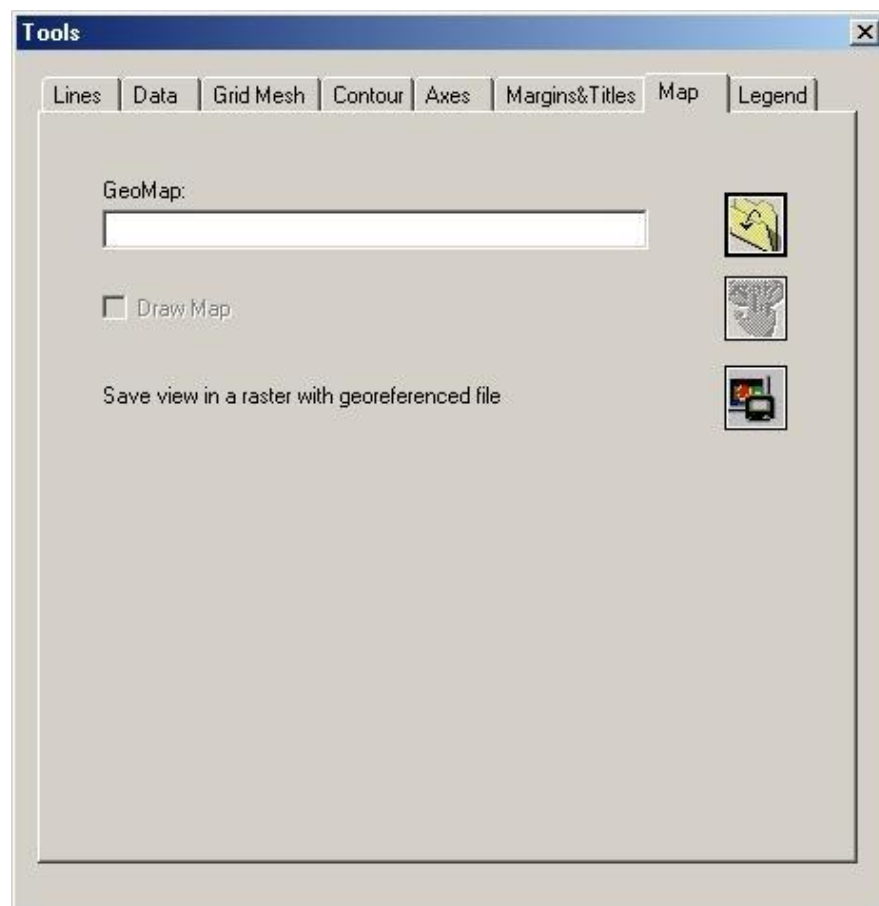 Tools
Lines Data Grid Mesh Contour Axes Margins&Titles Map Legend
GeoMap:
Draw Map
Save view in a raster with georeferenced file